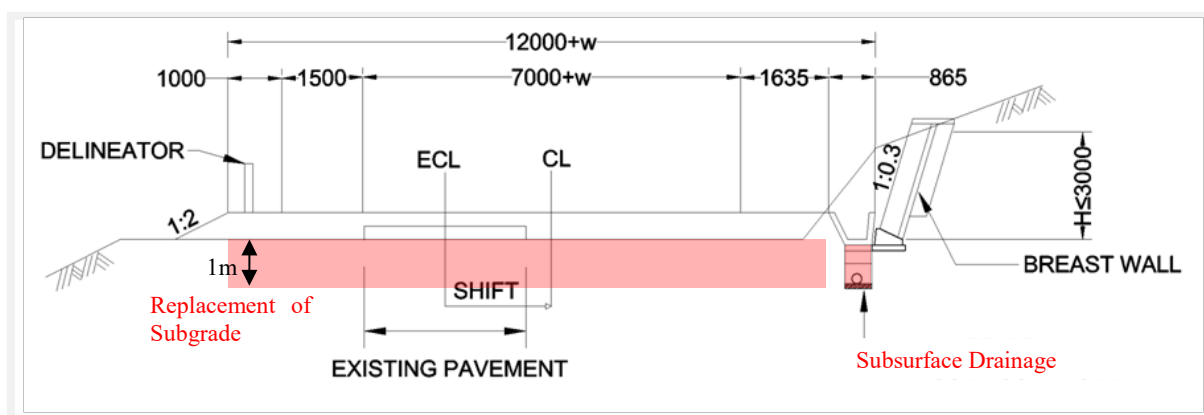 12000+w
1000
1500
7000+w
1635
865
DELINEATOR
ECL
CL
1:0.3
H≤3000
1:2
1m
BREAST WALL
Replacement of
Subgrade
SHIFT
EXISTING PAVEMENT
Subsurface Drainage